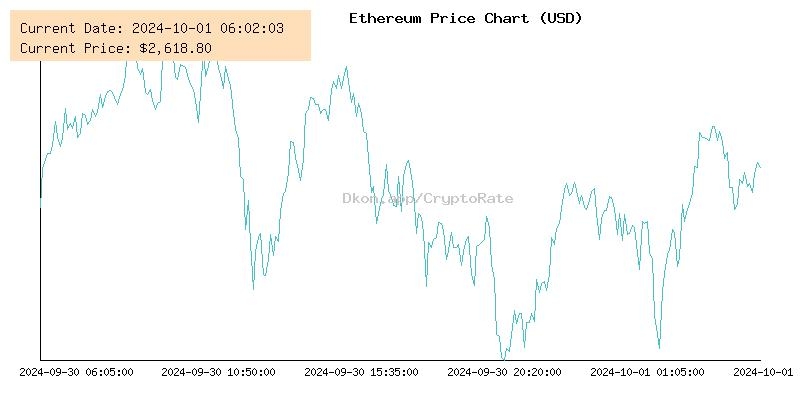 Ethereum Price Chart (USD)
Current Date: 2024-10-01 06:02:03
Current Price: $2,618.80
Dkon.app/CryptoRate
2024-09-30 06:05:00 2024-09-30 10:50:00 2024-09-30 15:35:00 2024-09-30 20:20:00 2024-10-01 01:05:00 2024-10-01